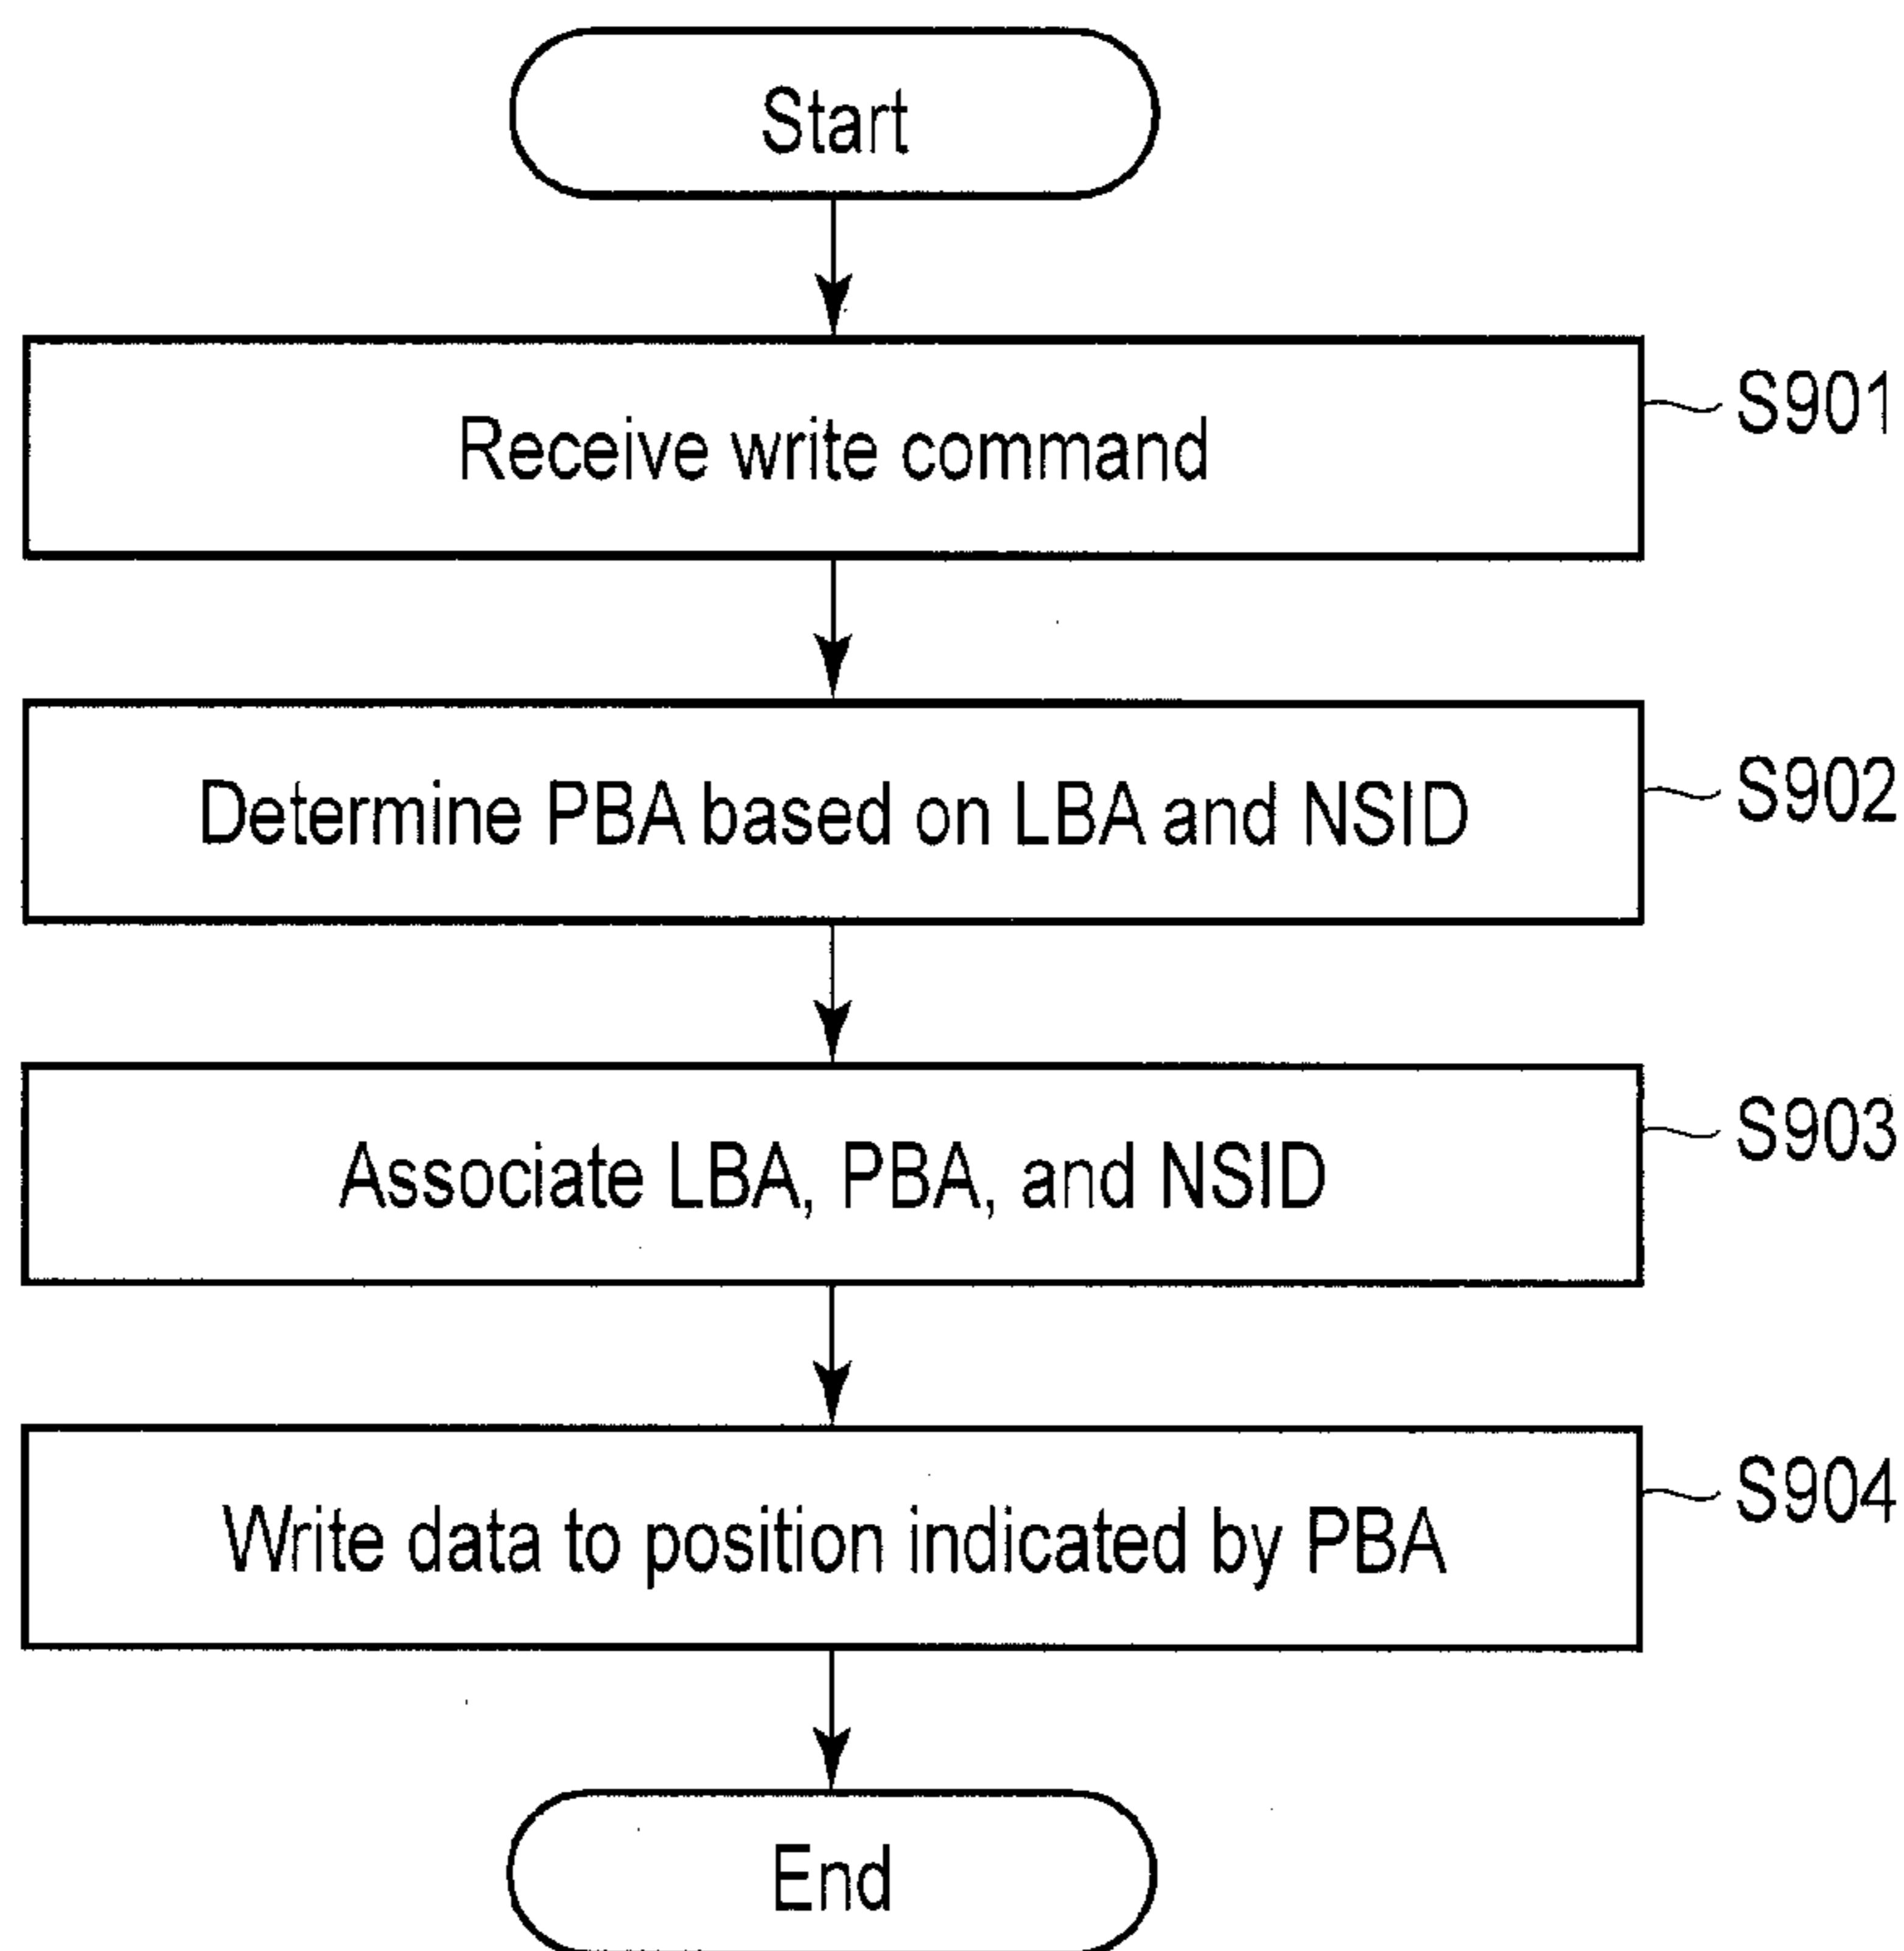 Start
Receive write command
S901
Determine PBA based on LBA and NSID
S902
Associate LBA, PBA, and NSID
S903
Write data to position indicated by PBA
S904
End